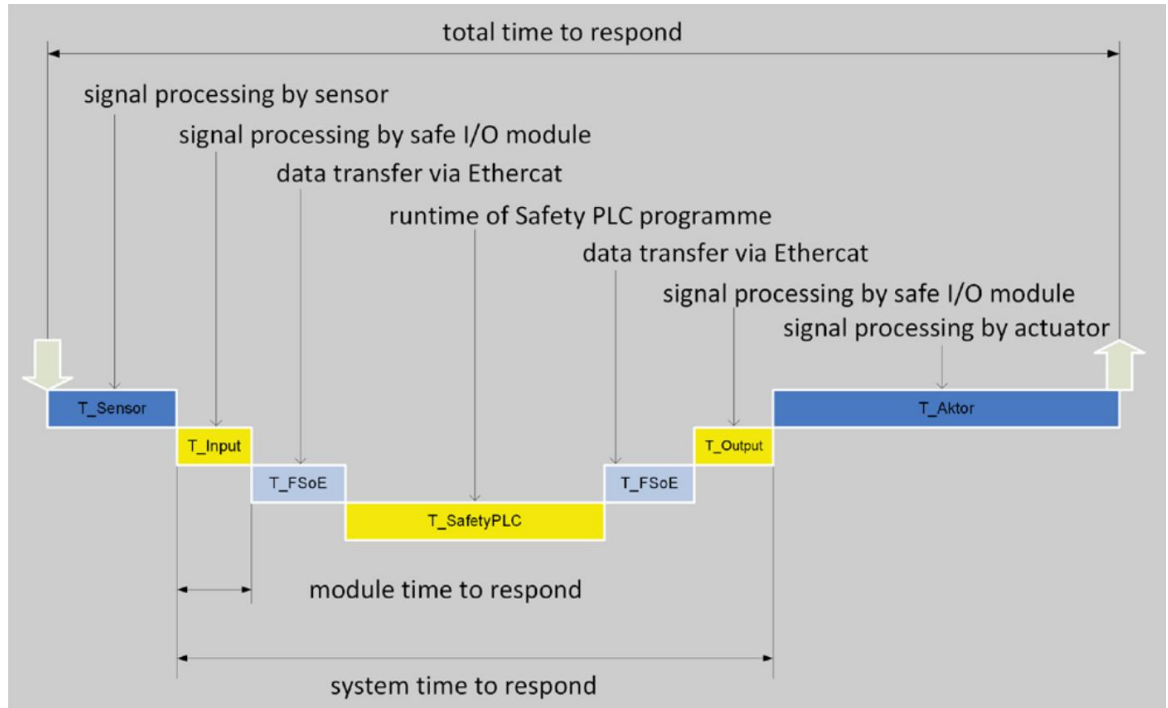 total time to respond
signal processing by sensor
signal processing by safe I/O module
data transfer via Ethercat
runtime of Safety PLC programme
data transfer via Ethercat
signal processing by safe I/O module
signal processing by actuator
T_Sensor
T_Aktor
T_Input
T_Output
T_FSoE
T_FSoE
T_SafetyPLC
module time to respond
system time to respond